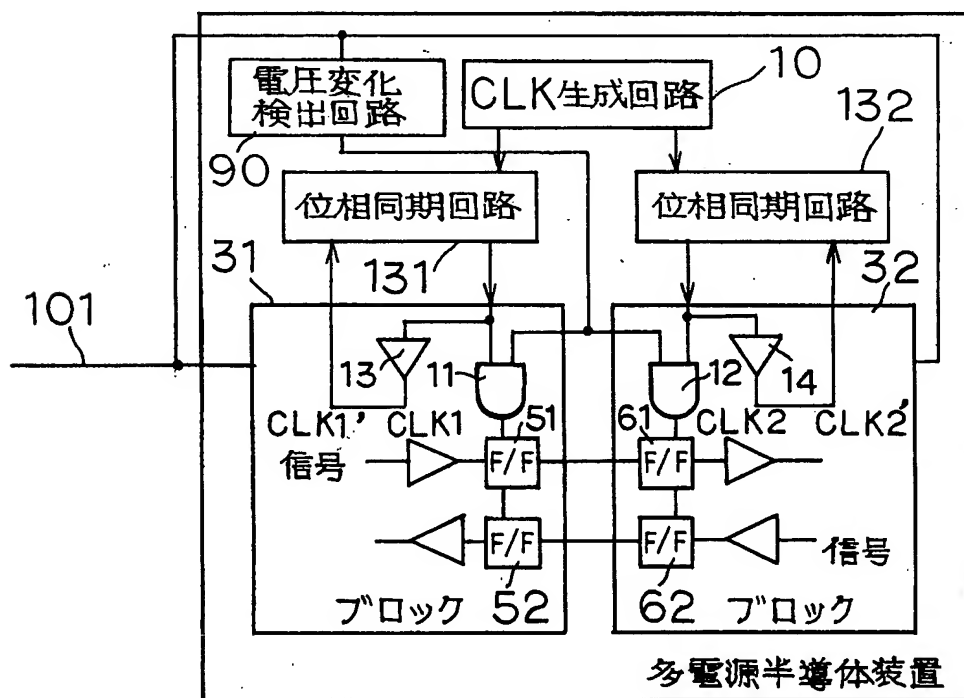 電圧変化
検出回路
90
CLK生成回路
10
132
位相同期回路
131
位相同期回路
31
32
101
13
11
12
14
CLK1'
CLK1
CLK2
CLK2'
51
61
信号
F/F
F/F
F/F
F/F
信号
ブロック
52
62
ブロック
多電源半導体装置